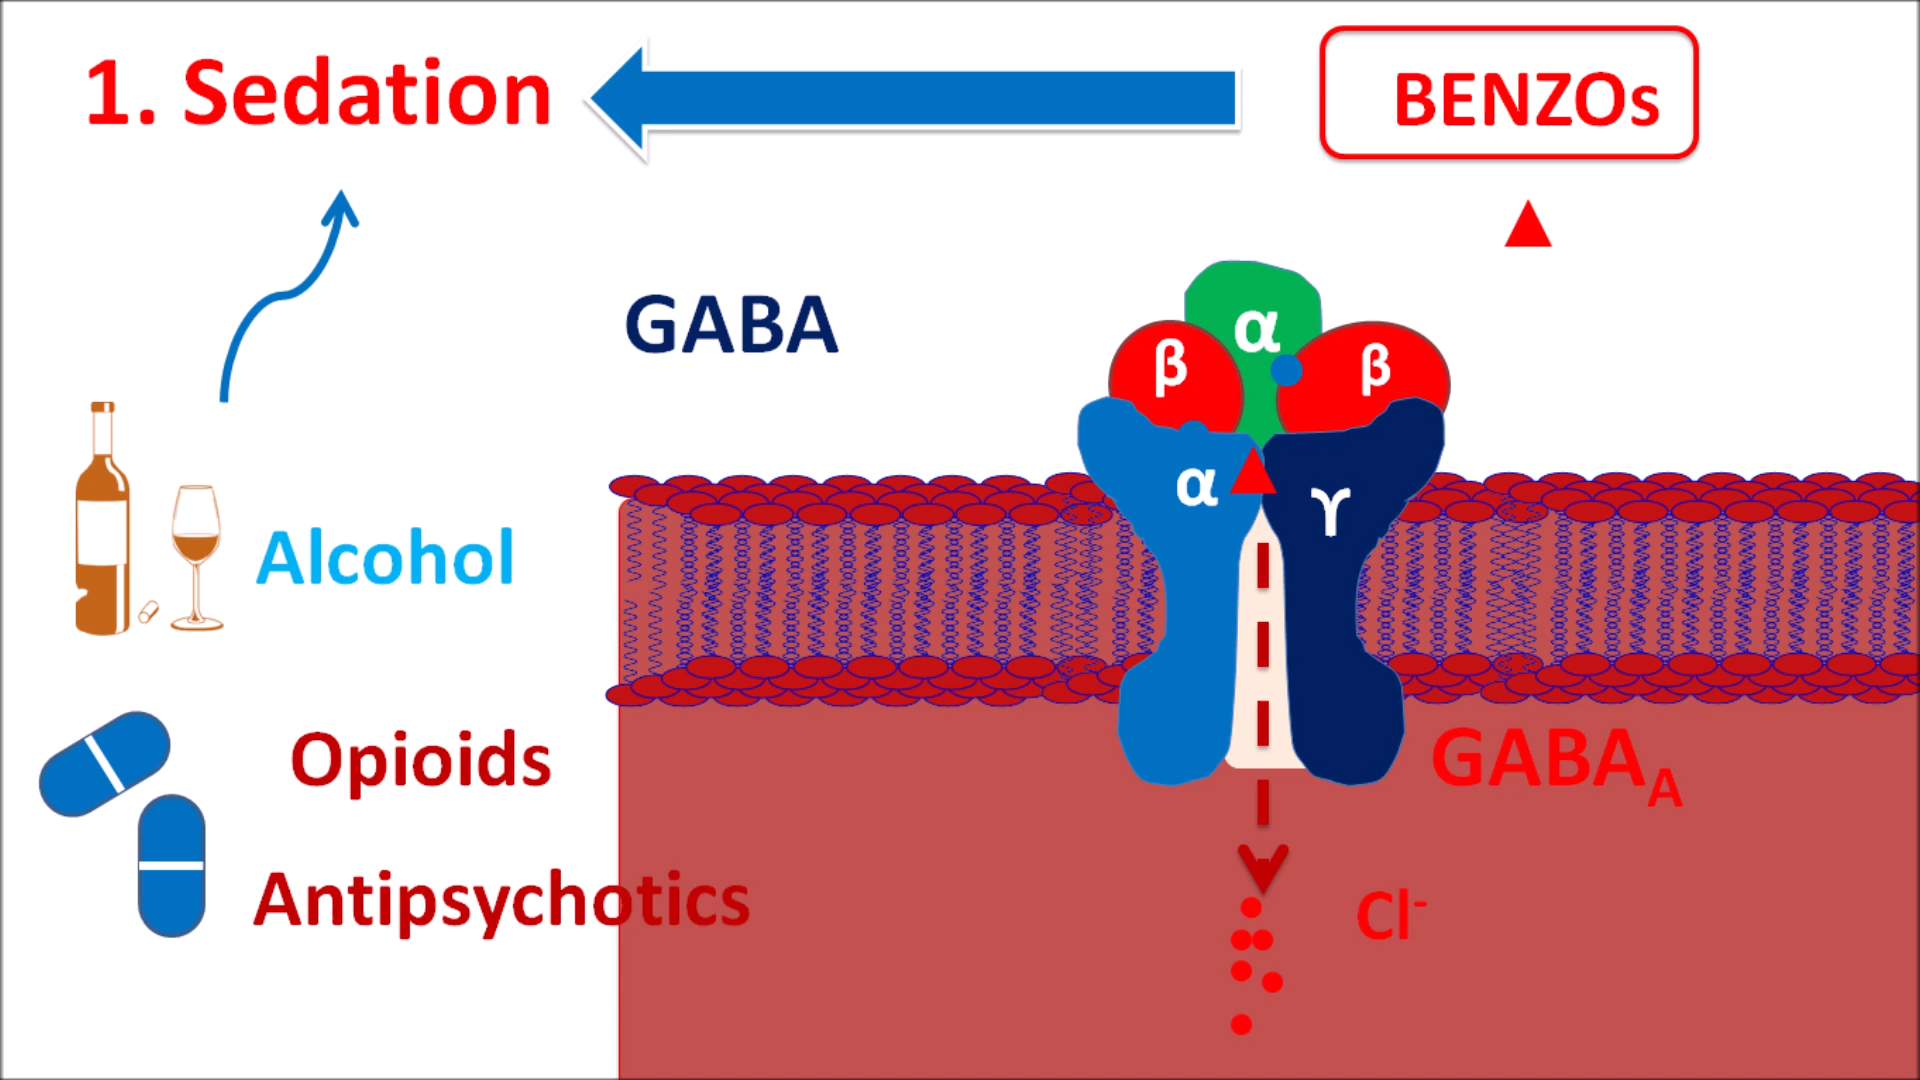 1. Sedation
BENZOs
GABA
α
β
β
α
ɤ
Alcohol
Opioids
GABAA
Antipsychotics
Cl-